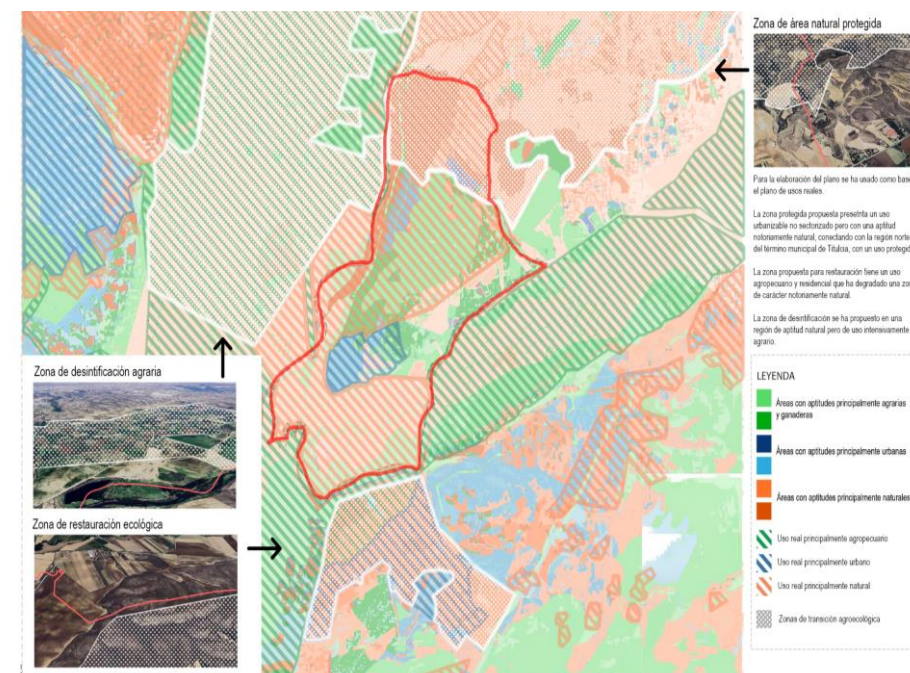 Zona de área natural protegida
Para la elaboración del plano se ha usado como base
el plano de usos reales.
La zona protegida propuesta presetnta un uso
urbanizable no sectorizado pero con una aptitud
notoriamente natural, conectando con la región norte
del término municipal de Titulcia, con un uso protegid
La zona propuesta para restauración tiene un uso
agropecuario y residencial que ha degradado una zon
de carácter notoriamente natural.
La zona de desintificación se ha propuesto en una
región de aptitud natural pero de uso intensivamente
agrario.
Zona de desintificación agraria
Zona de restauración ecológica
LEYENDA
Áreas con aptitudes principalmente agrarias
y ganaderas
Áreas con aptitudes principalmente urbanas
Áreas con aptitudes principalmente naturales
Uso real principalmente agropecuario
Uso real principalmente urbano
Uso real principalmente natural
Zonas de transición agroecológica